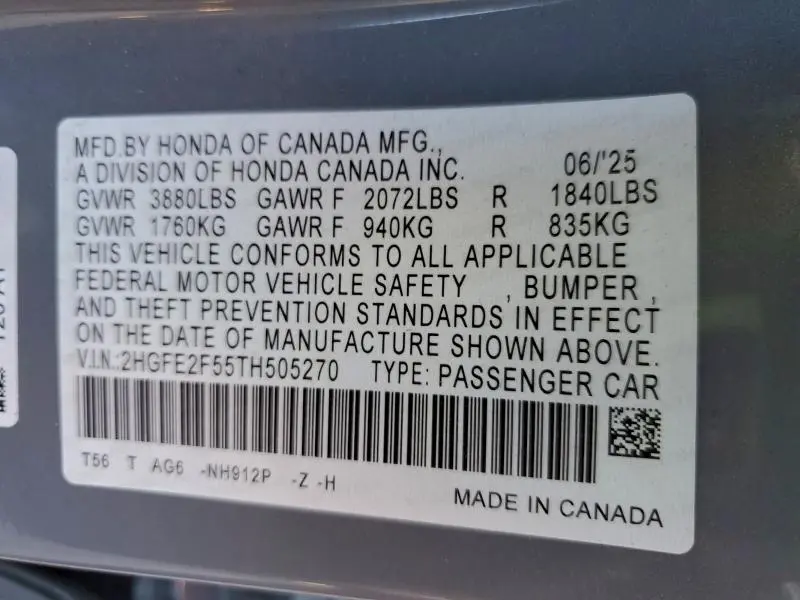 MFD.BY HONDA OF CANADA MFG.,
A DIVISION OF HONDA CANADA INC. 06/'25
GVWR 3880LBS GAWR F 2072LBS R 1840LBS
GVWR 1760KG GAWR F 940KG R 835KG
THIS VEHICLE CONFORMS TO ALL APPLICABLE
FEDERAL MOTOR VEHICLE SAFETY , BUMPER ,
AND THEFT PREVENTION STANDARDS IN EFFECT
ON THE DATE OF MANUFACTURE SHOWN ABOVE.
V.I.N.:2HGFE2F55TH505270 TYPE: PASSENGER CAR
T56 T AG6 -NH912P -Z -H
MADE IN CANADA